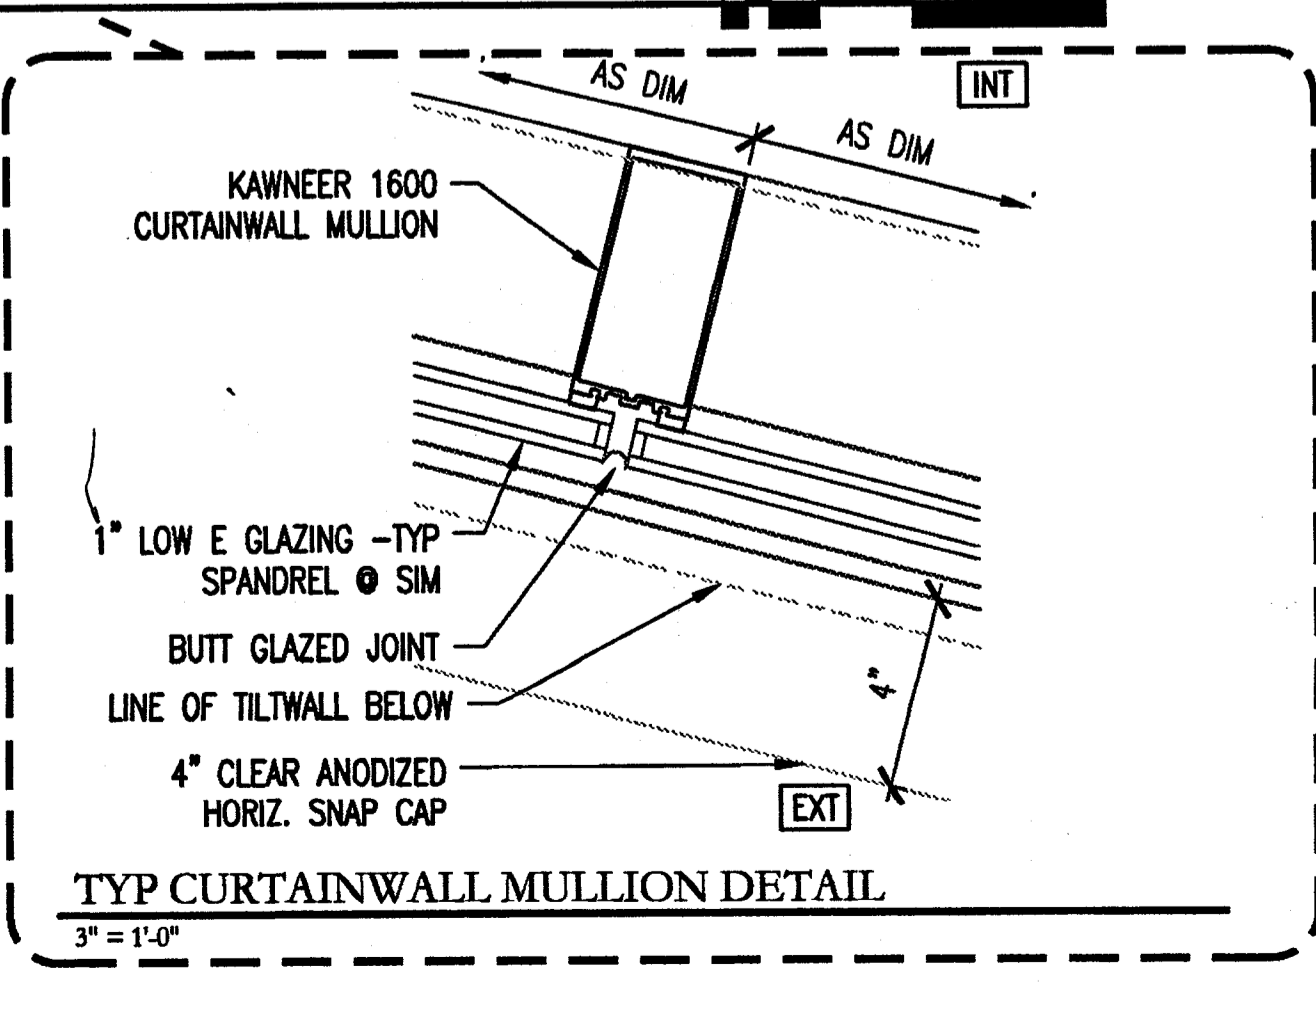 AS DIM
INT
AS DIM
KAWNEER 1600
CURTAINWALL MULLION
1" LOW E GLAZING -TYP
SPANDREL @ SIM
BUTT GLAZED JOINT
LINE OF TILTWALL BELOW
4"
4" CLEAR ANODIZED
HORIZ. SNAP CAP
EXT
TYP CURTAINWALL MULLION DETAIL
3" = 1'-0"